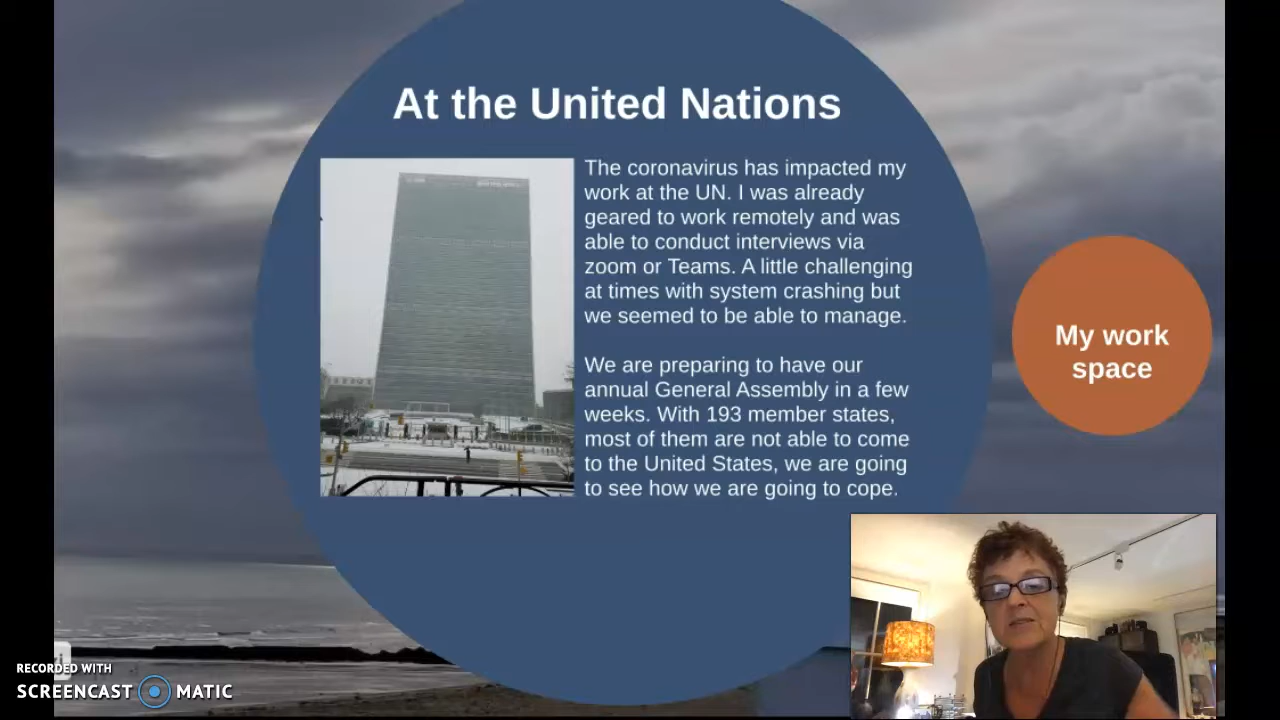 At the United Nations
The coronavirus has impacted my
work at the UN. I was already
geared to work remotely and was
able to conduct interviews via
zoom or Teams. A little challenging
at times with system crashing but
we seemed to be able to manage.
We are preparing to have our
annual General Assembly in a few
weeks. With 193 member states,
most of them are not able to come
to the United States, we are going
to see how we are going to cope.
My work
space
RECORDED WITH
SCREENCAST MATIC